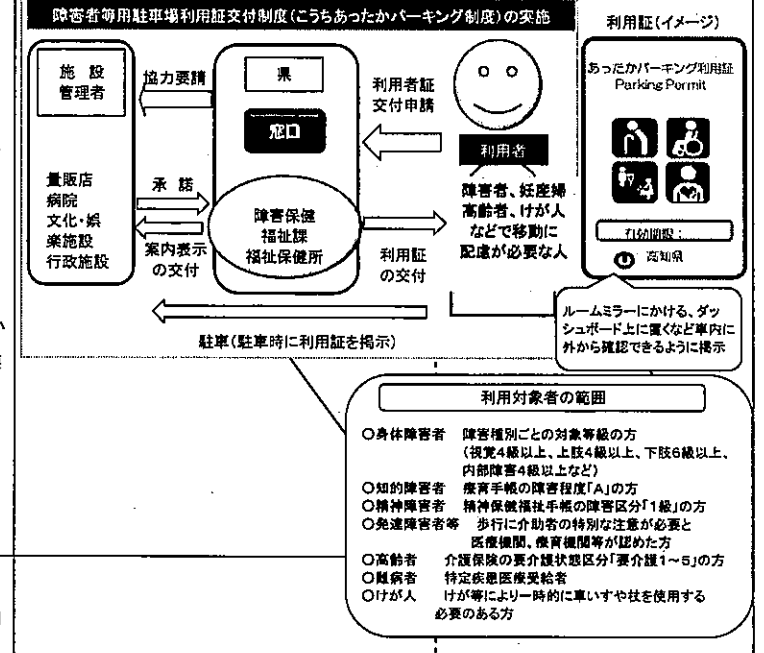 障害者等用駐車場利用証交付制度(こうちあったかパーキング制度)の実施
利用証(イメージ)
施 設
管理者
量販店
病院
文化・娯
楽施設
行政施設
協力要請
承 諾
案内表示
の交付
県
窓口
障害保健
福祉課
福祉保健所
利用者証
交付申請
利用証
の交付
利用者
障害者、妊産婦
高齢者、けが人
などで移動に
配慮が必要な人
駐車(駐車時に利用証を掲示)
あったかパーキング利用証
Parking Permit
有効期限:
高知県
ルームミラーにかける、ダッ
シュボード上に置くなど車内に
外から確認できるように掲示
利用対象者の範囲
○身体障害者 障害種別ごとの対象等級の方
(視覚4級以上、上肢4級以上、下肢6級以上、
内部障害4級以上など)
○知的障害者 療育手帳の障害程度「A」の方
○精神障害者 精神保健福祉手帳の障害区分「1級」の方
○発達障害者等 歩行に介助者の特別な注意が必要と
医療機関、療育機関等が認めた方
○高齢者 介護保険の要介護状態区分「要介護1~5」の方
○難病者 特定疾患医療受給者
○けが人 けが等により一時的に車いすや杖を使用する
必要のある方